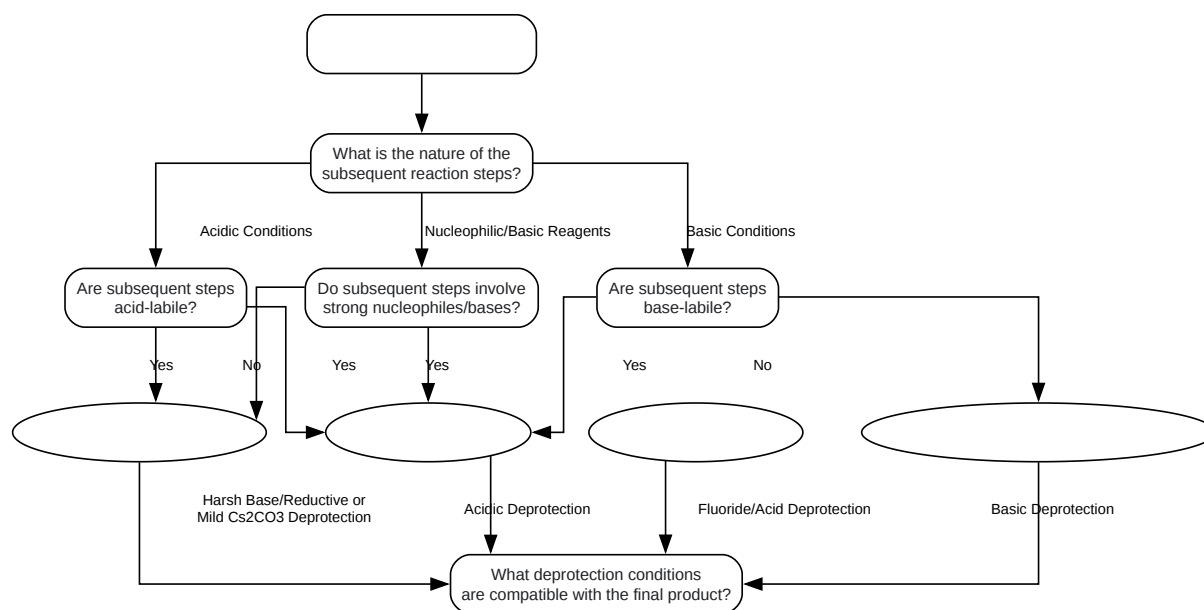 What is the nature of the
subsequent reaction steps?
Acidic Conditions
Nucleophilic/Basic Reagents
Basic Conditions
Are subsequent steps
acid-labile?
Do subsequent steps involve
strong nucleophiles/bases?
Are subsequent steps
base-labile?
Yes
No
Yes
Yes
Yes
No
Harsh Base/Reductive or
Mild Cs2CO3 Deprotection
Acidic Deprotection
Fluoride/Acid Deprotection
Basic Deprotection
What deprotection conditions
are compatible with the final product?